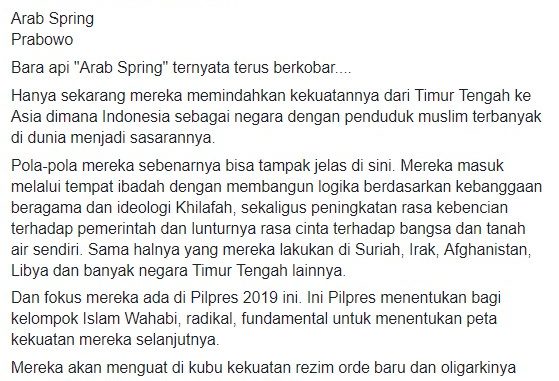 Arab Spring
Prabowo
Bara api "Arab Spring" ternyata terus berkobar....
Hanya sekarang mereka memindahkan kekuatannya dari Timur Tengah ke
Asia dimana Indonesia sebagai negara dengan penduduk muslim terbanyak
di dunia menjadi sasarannya.
Pola-pola mereka sebenarnya bisa tampak jelas di sini. Mereka masuk
melalui tempat ibadah dengan membangun logika berdasarkan kebanggaan
beragama dan ideologi Khilafah, sekaligus peningkatan rasa kebencian
terhadap pemerintah dan lunturnya rasa cinta terhadap bangsa dan tanah
air sendiri. Sama halnya yang mereka lakukan di Suriah, Irak, Afghanistan,
Libya dan banyak negara Timur Tengah lainnya.
Dan fokus mereka ada di Pilpres 2019 ini. Ini Pilpres menentukan bagi
kelompok Islam Wahabi, radikal, fundamental untuk menentukan peta
kekuatan mereka selanjutnya.
Mereka akan menguat di kubu kekuatan rezim orde baru dan oligarkinya